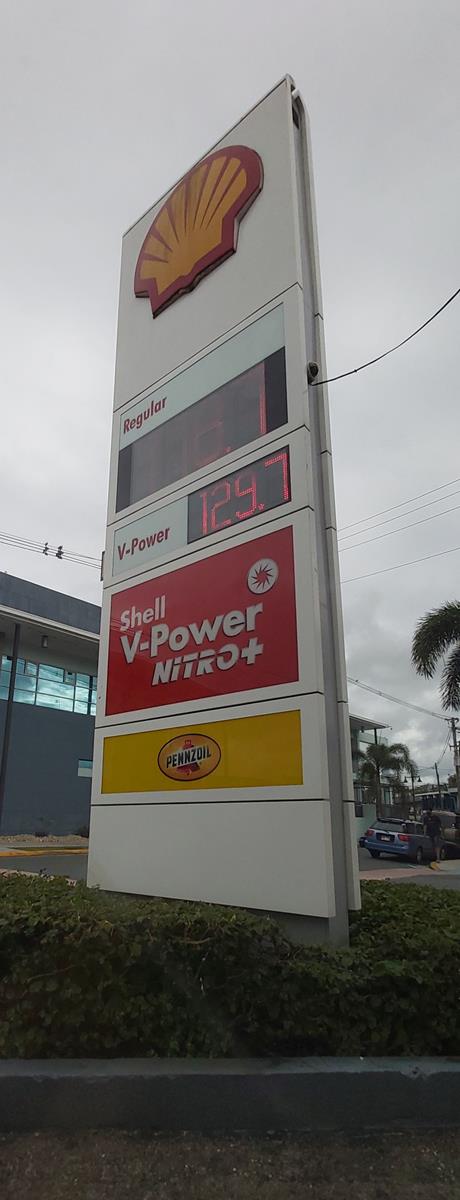 Regular
V-Power
129.7
Shell
V-Power
NiTRO+
PENNZOIL